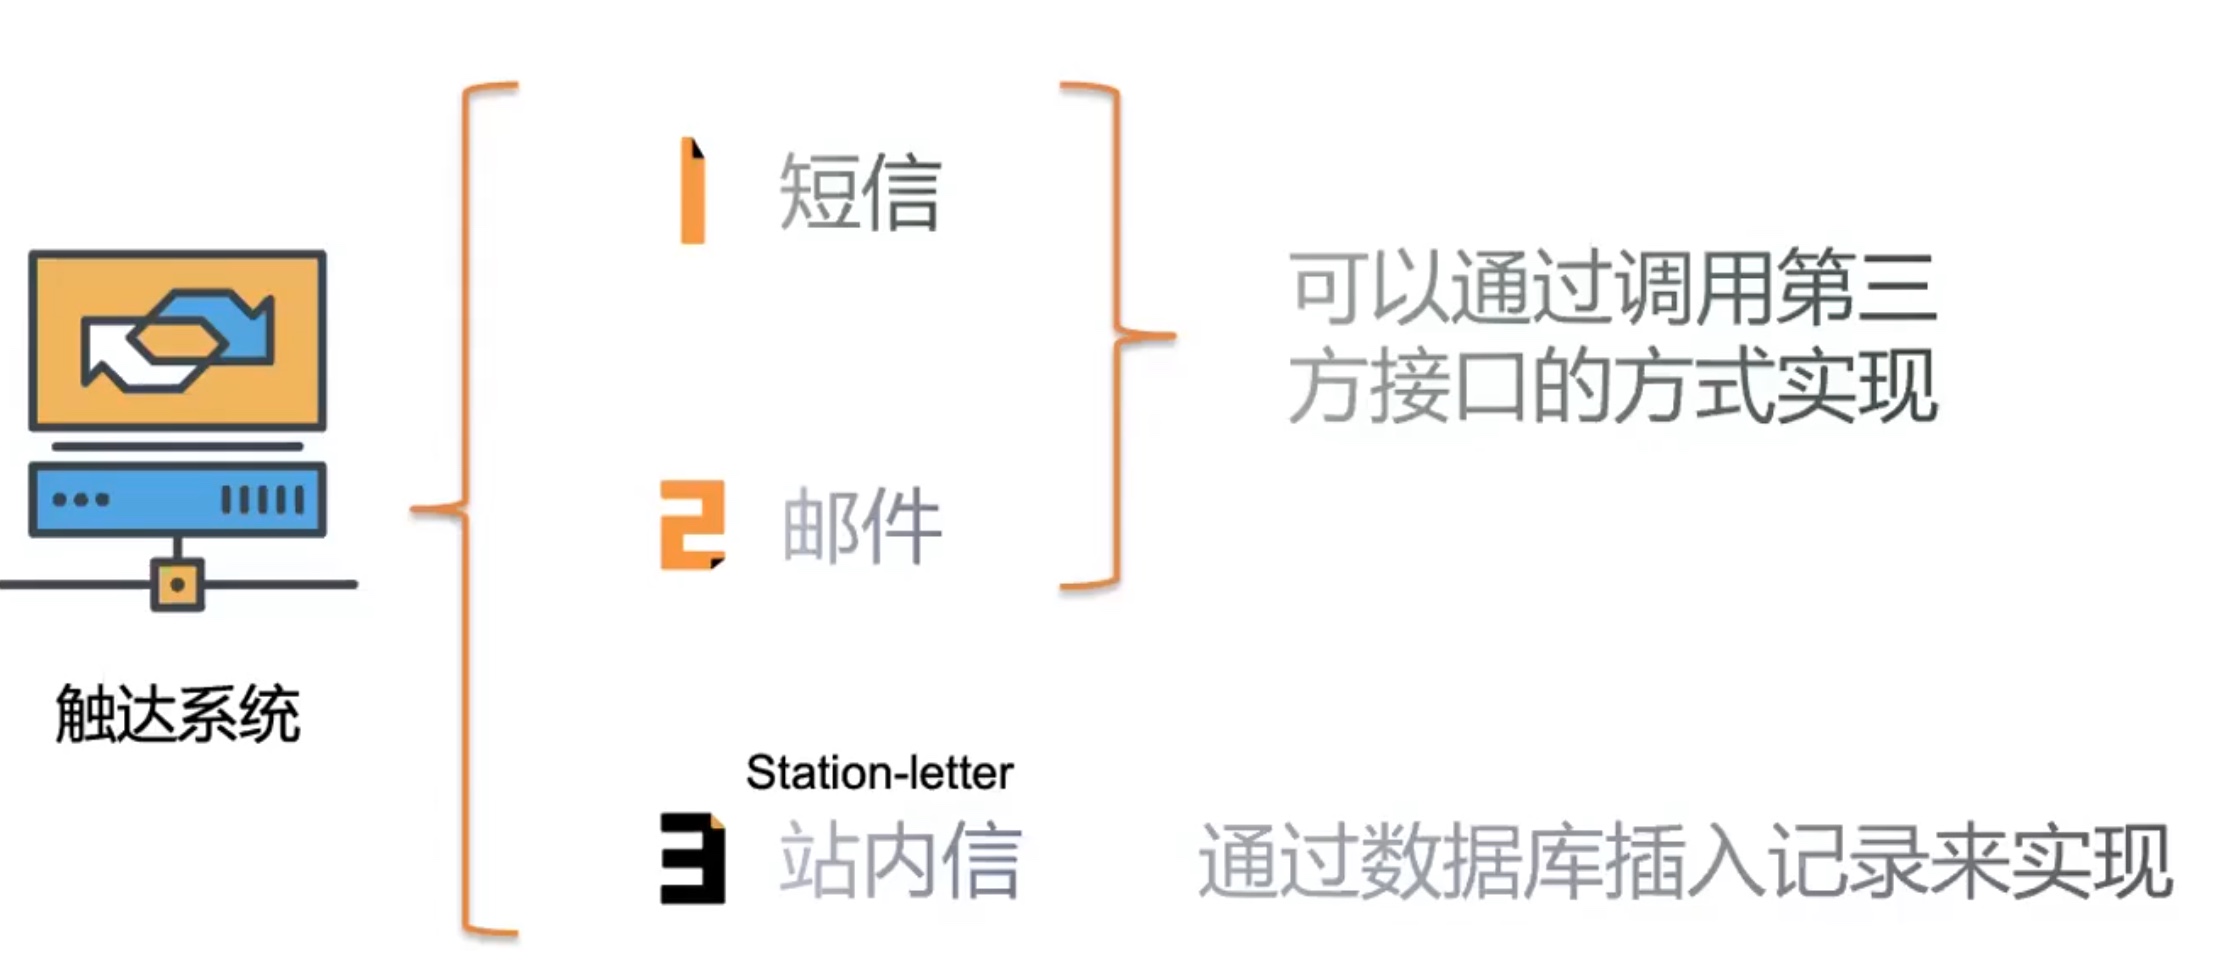 1 短信
可以通过调用第三
方接口的方式实现
2 邮件
触达系统
Station-letter
3 站内信
通过数据库插入记录来实现